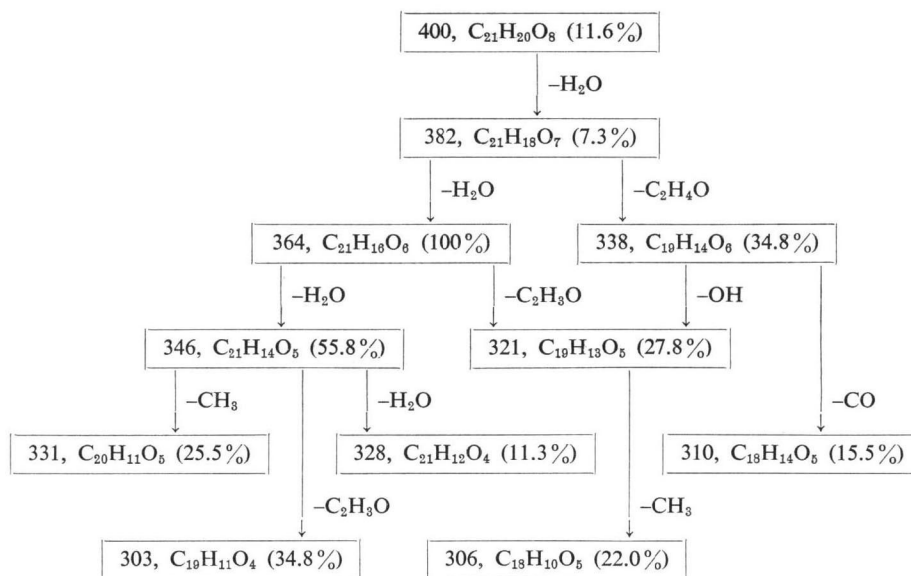 400, C₂₁H₂₀O₈ (11.6%)
–H₂O
382, C₂₁H₁₈O₇ (7.3%)
–H₂O
–C₂H₄O
364, C₂₁H₁₆O₆ (100%)
338, C₁₉H₁₄O₆ (34.8%)
–H₂O
–C₂H₃O
–OH
346, C₂₁H₁₄O₅ (55.8%)
321, C₁₉H₁₃O₅ (27.8%)
–CH₃
–H₂O
–CO
331, C₂₀H₁₁O₅ (25.5%)
328, C₂₁H₁₂O₄ (11.3%)
310, C₁₈H₁₄O₅ (15.5%)
–C₂H₃O
–CH₃
303, C₁₉H₁₁O₄ (34.8%)
306, C₁₈H₁₀O₅ (22.0%)